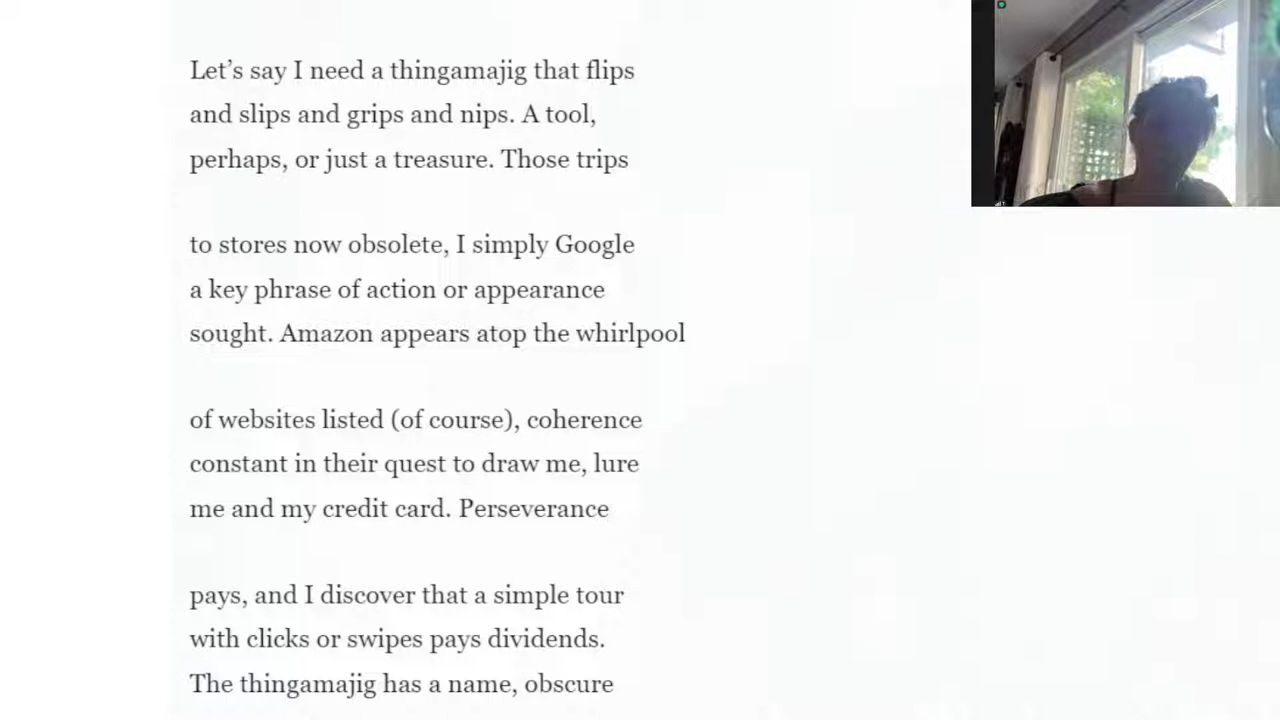 Let’s say I need a thingamajig that flips
and slips and grips and nips. A tool,
perhaps, or just a treasure. Those trips
to stores now obsolete, I simply Google
a key phrase of action or appearance
sought. Amazon appears atop the whirlpool
of websites listed (of course), coherence
constant in their quest to draw me, lure
me and my credit card. Perseverance
pays, and I discover that a simple tour
with clicks or swipes pays dividends.
The thingamajig has a name, obscure